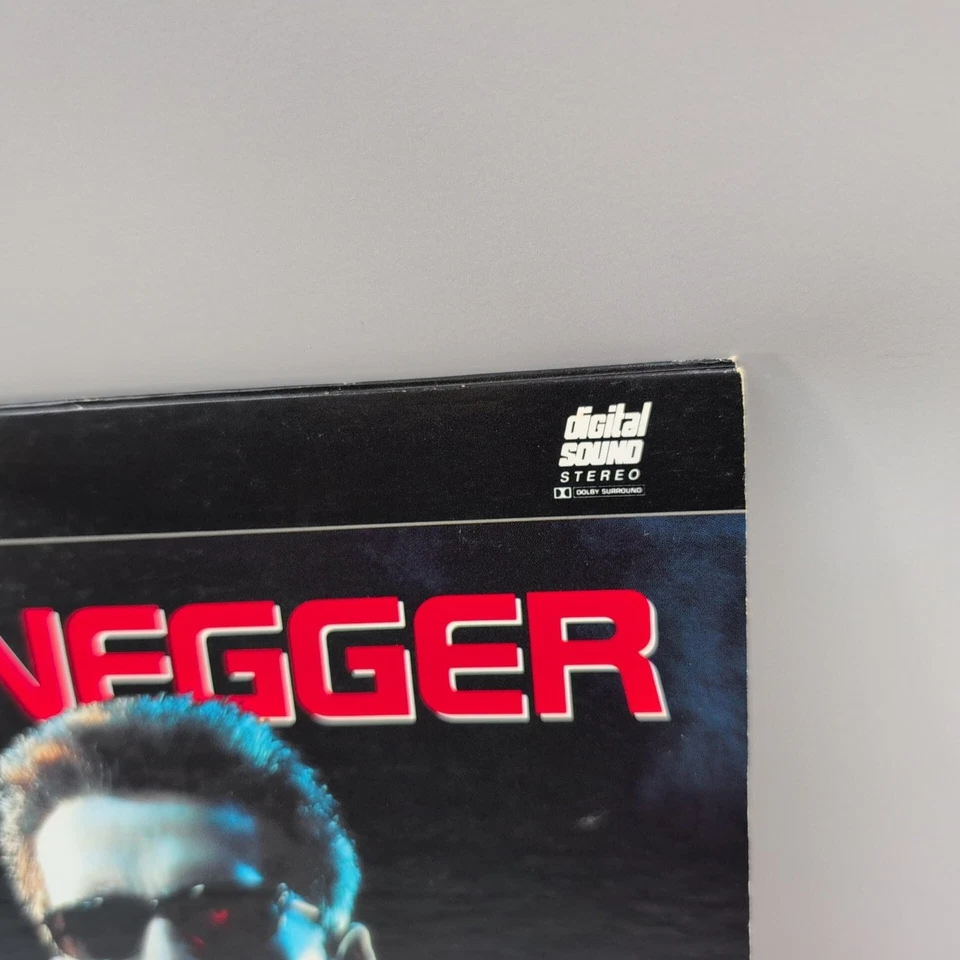 digital
SOUND
STEREO
DOLBY SURROUND
NEGGER